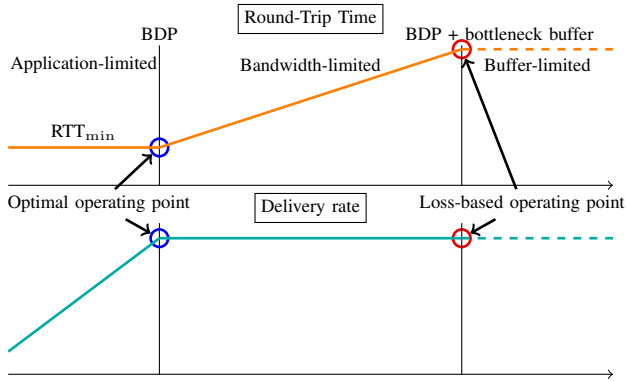 Round-Trip Time
BDP
BDP + bottleneck buffer
Application-limited
Bandwidth-limited
Buffer-limited
RTTmin
Optimal operating point
Delivery rate
Loss-based operating point